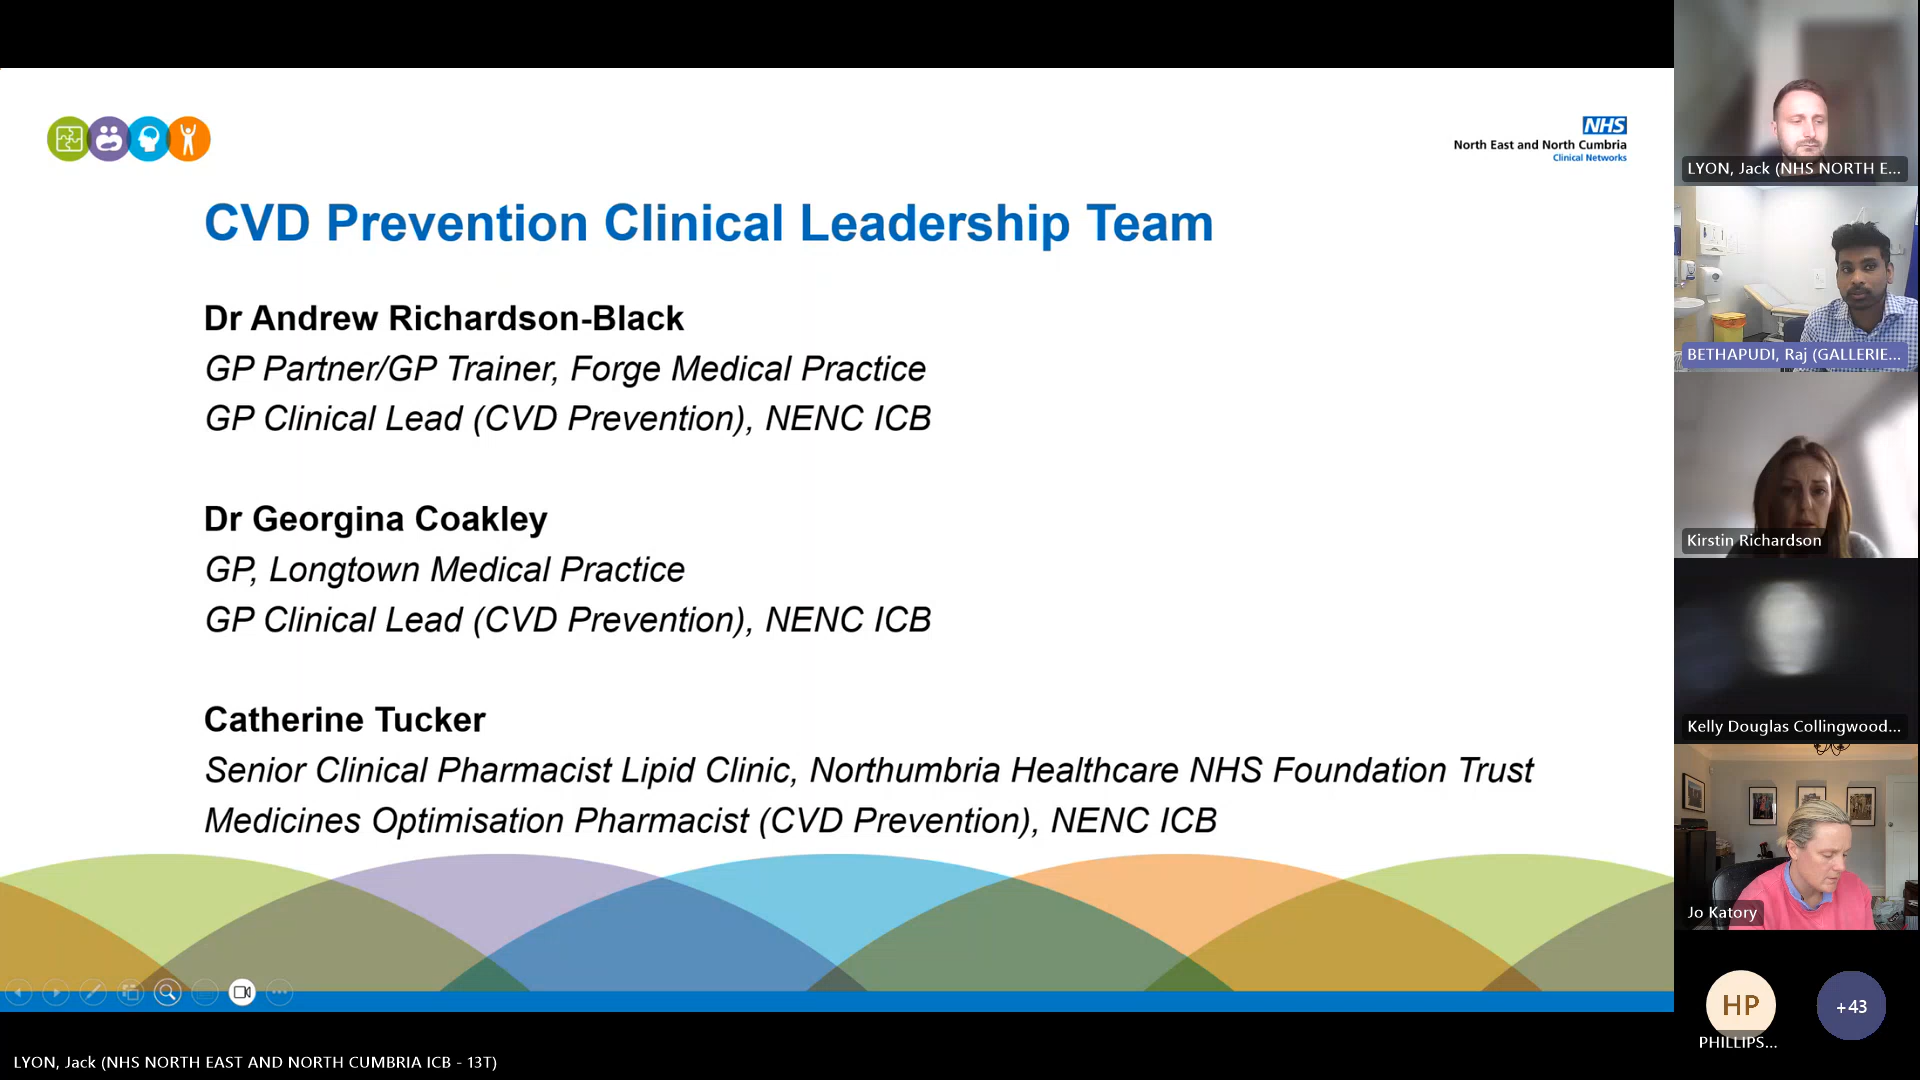 NHS
North East and North Cumbria
Clinical Networks
CVD Prevention Clinical Leadership Team
Dr Andrew Richardson-Black
GP Partner/GP Trainer, Forge Medical Practice
GP Clinical Lead (CVD Prevention), NENC ICB
Dr Georgina Coakley
GP, Longtown Medical Practice
GP Clinical Lead (CVD Prevention), NENC ICB
Catherine Tucker
Senior Clinical Pharmacist Lipid Clinic, Northumbria Healthcare NHS Foundation Trust
Medicines Optimisation Pharmacist (CVD Prevention), NENC ICB
LYON, Jack (NHS NORTH EAST AND NORTH CUMBRIA ICB - 13T)
LYON, Jack (NHS NORTH E...
BETHAPUDI, Raj (GALLERIE...
Kirstin Richardson
Kelly Douglas Collingwood...
Jo Katory
HP
PHILLIPS...
+43